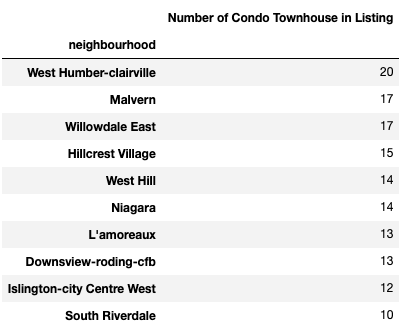 Number of Condo Townhouse in Listing
neighbourhood
West Humber-clairville 20
Malvern 17
Willowdale East 17
Hillcrest Village 15
West Hill 14
Niagara 14
L'amoreaux 13
Downsview-roding-cfb 13
Islington-city Centre West 12
South Riverdale 10